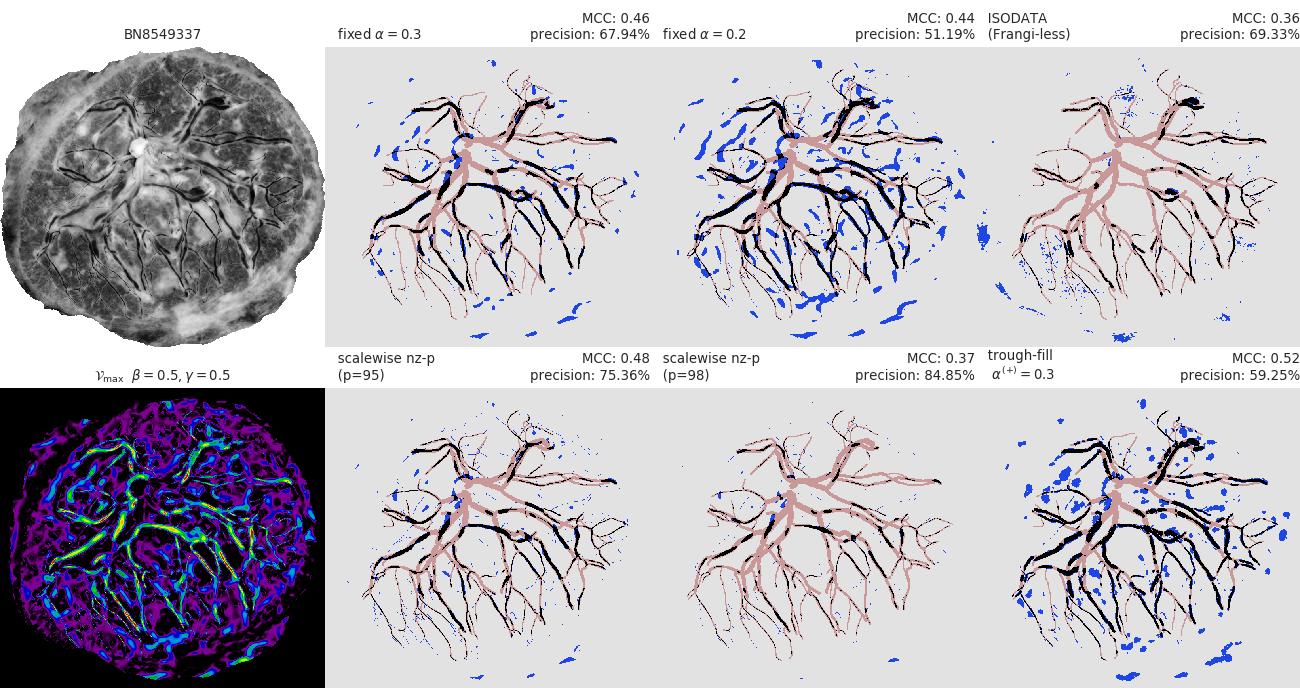 BN8549337
fixed α = 0.3
MCC: 0.46
precision: 67.94%
fixed α = 0.2
MCC: 0.44
precision: 51.19%
ISODATA
(Frangi-less)
MCC: 0.36
precision: 69.33%
𝒱max β = 0.5, γ = 0.5
scalewise nz-p
(p=95)
MCC: 0.48
precision: 75.36%
scalewise nz-p
(p=98)
MCC: 0.37
precision: 84.85%
trough-fill
α(+) = 0.3
MCC: 0.52
precision: 59.25%